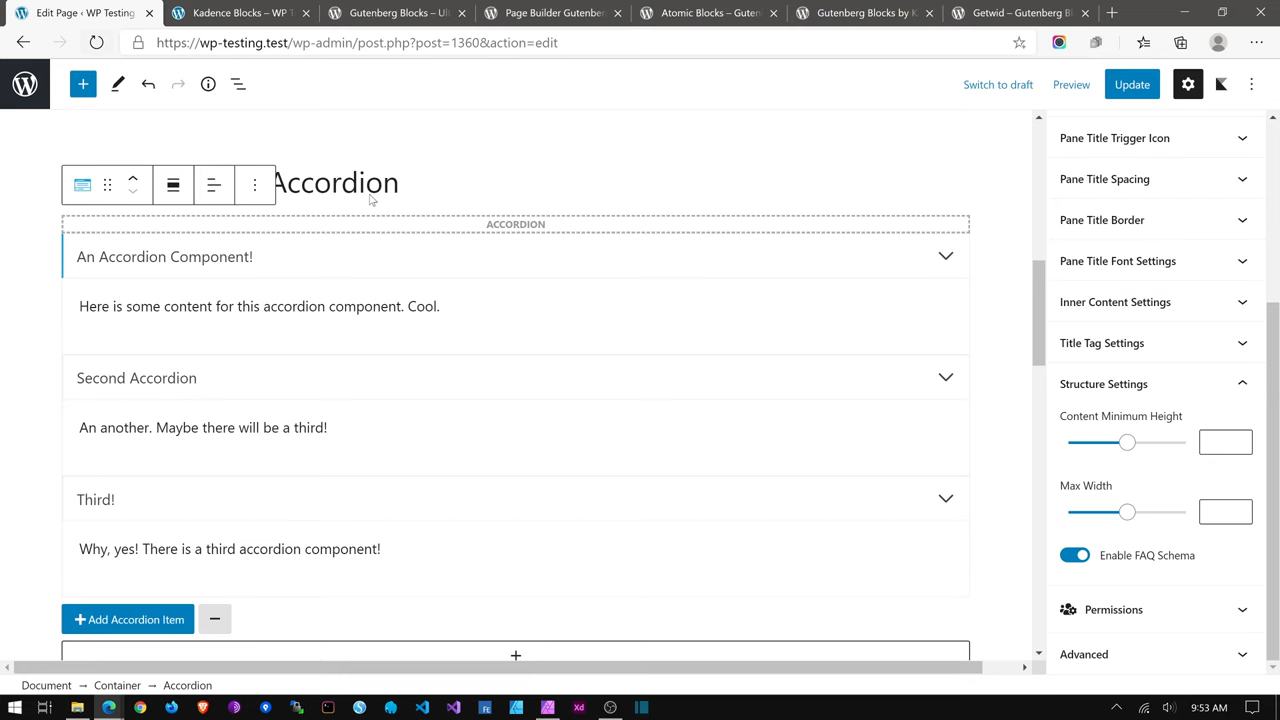 Edit Page ‹ WP Testing
Kadence Blocks – WP T
Gutenberg Blocks – Ul
Page Builder Gutenber
Atomic Blocks – Guten
Gutenberg Blocks by K
Getwid – Gutenberg Bl
https://wp-testing.test/wp-admin/post.php?post=1360&action=edit
Switch to draft
Preview
Update
Accordion
ACCORDION
An Accordion Component!
Here is some content for this accordion component. Cool.
Second Accordion
An another. Maybe there will be a third!
Third!
Why, yes! There is a third accordion component!
Add Accordion Item
Pane Title Trigger Icon
Pane Title Spacing
Pane Title Border
Pane Title Font Settings
Inner Content Settings
Title Tag Settings
Structure Settings
Content Minimum Height
Max Width
Enable FAQ Schema
Permissions
Advanced
Document → Container → Accordion
9:53 AM